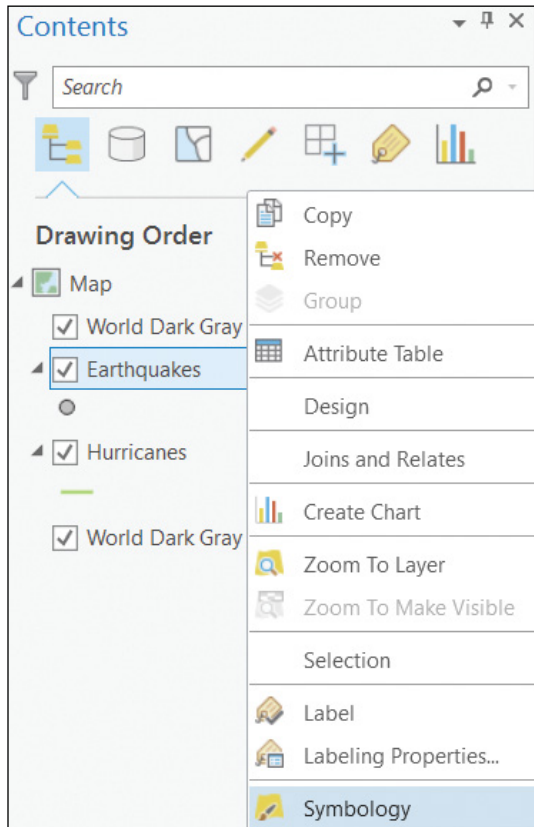 Contents
Search
Drawing Order
Map
World Dark Gray
Earthquakes
Hurricanes
World Dark Gray
Copy
Remove
Group
Attribute Table
Design
Joins and Relates
Create Chart
Zoom To Layer
Zoom To Make Visible
Selection
Label
Labeling Properties...
Symbology